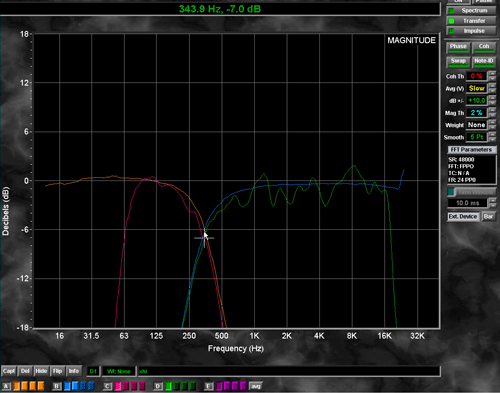 343.9 Hz, -7.0 dB
Spectrum
Transfer
Impulse
Phase Coh
Swap Note-ID
Coh Th 0 %
Avg (V) Slow
dB +/- +10.0
Mag Th 2 %
Weight None
Smooth 5 Pt
FFT Parameters
SR: 48000
FFT: FPPO
TC: N / A
FR: 24 PPO
10.0 ms
Ext. Device Bar
MAGNITUDE
18
12
6
0
-6
-12
-18
Decibels (dB)
16 31.5 63 125 250 500 1K 2K 4K 8K 16K 32K
Frequency (Hz)
Capt Del Hide Flip Info Wt: None
A B C D E avg